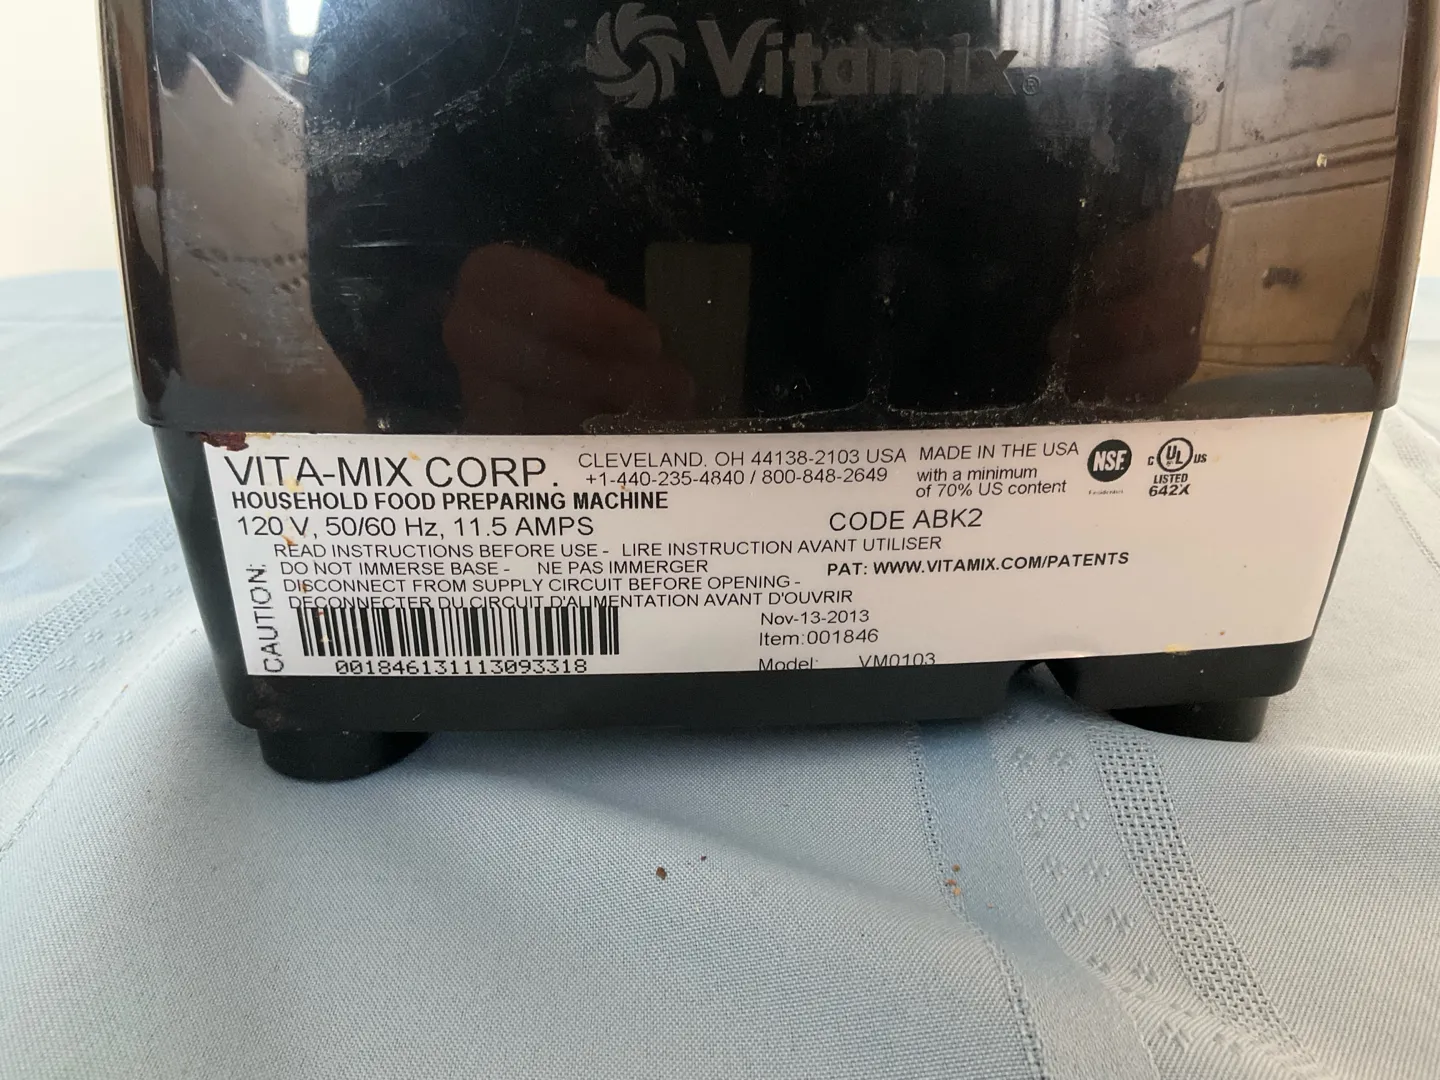 Vitamix®
VITA-MIX CORP.
CLEVELAND, OH 44138-2103 USA
+1-440-235-4840 / 800-848-2649
MADE IN THE USA
with a minimum
of 70% US content
NSF.
C UL US
LISTED
642X
HOUSEHOLD FOOD PREPARING MACHINE
120 V, 50/60 Hz, 11.5 AMPS
CODE ABK2
CAUTION:
READ INSTRUCTIONS BEFORE USE - LIRE INSTRUCTION AVANT UTILISER
DO NOT IMMERSE BASE - NE PAS IMMERGER
PAT: WWW.VITAMIX.COM/PATENTS
DISCONNECT FROM SUPPLY CIRCUIT BEFORE OPENING -
DECONNECTER DU CIRCUIT D'ALIMENTATION AVANT D'OUVRIR
Nov-13-2013
Item:001846
Model: VM0103
001846131113093318